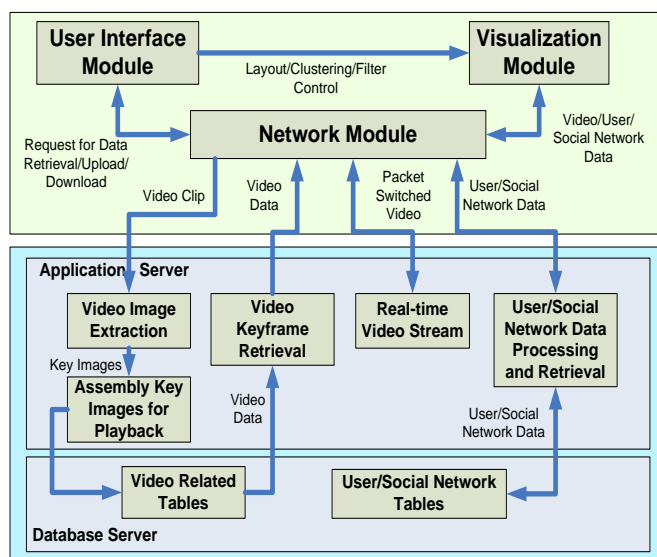 User Interface
Module
Visualization
Module
Layout/Clustering/Filter
Control
Network Module
Request for Data
Retrieval/Upload/
Download
Video/User/
Social Network
Data
Video Clip
Video
Data
Packet
Switched
Video
User/Social
Network Data
Application Server
Video Image
Extraction
Video
Keyframe
Retrieval
Real-time
Video Stream
User/Social
Network Data
Processing
and Retrieval
Key Images
Assembly Key
Images for
Playback
Video
Data
User/Social
Network Data
Video Related
Tables
User/Social Network
Tables
Database Server